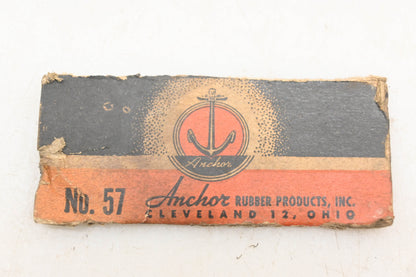 Anchor
No. 57
Anchor RUBBER PRODUCTS, INC.
CLEVELAND 12, OHIO